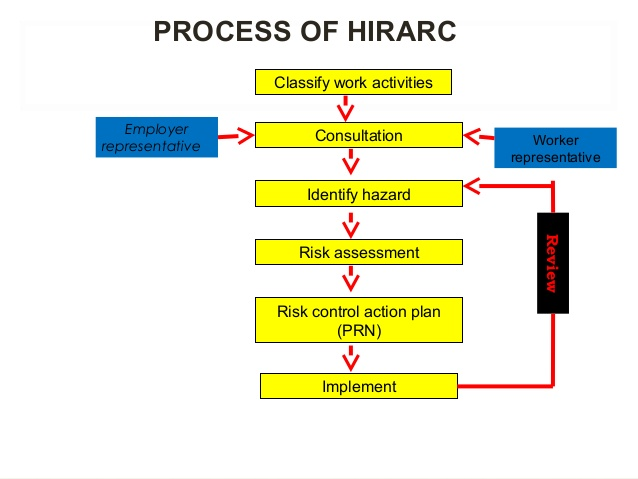 PROCESS OF HIRARC
Classify work activities
Employer
representative
Consultation
Worker
representative
Identify hazard
Review
Risk assessment
Risk control action plan
(PRN)
Implement